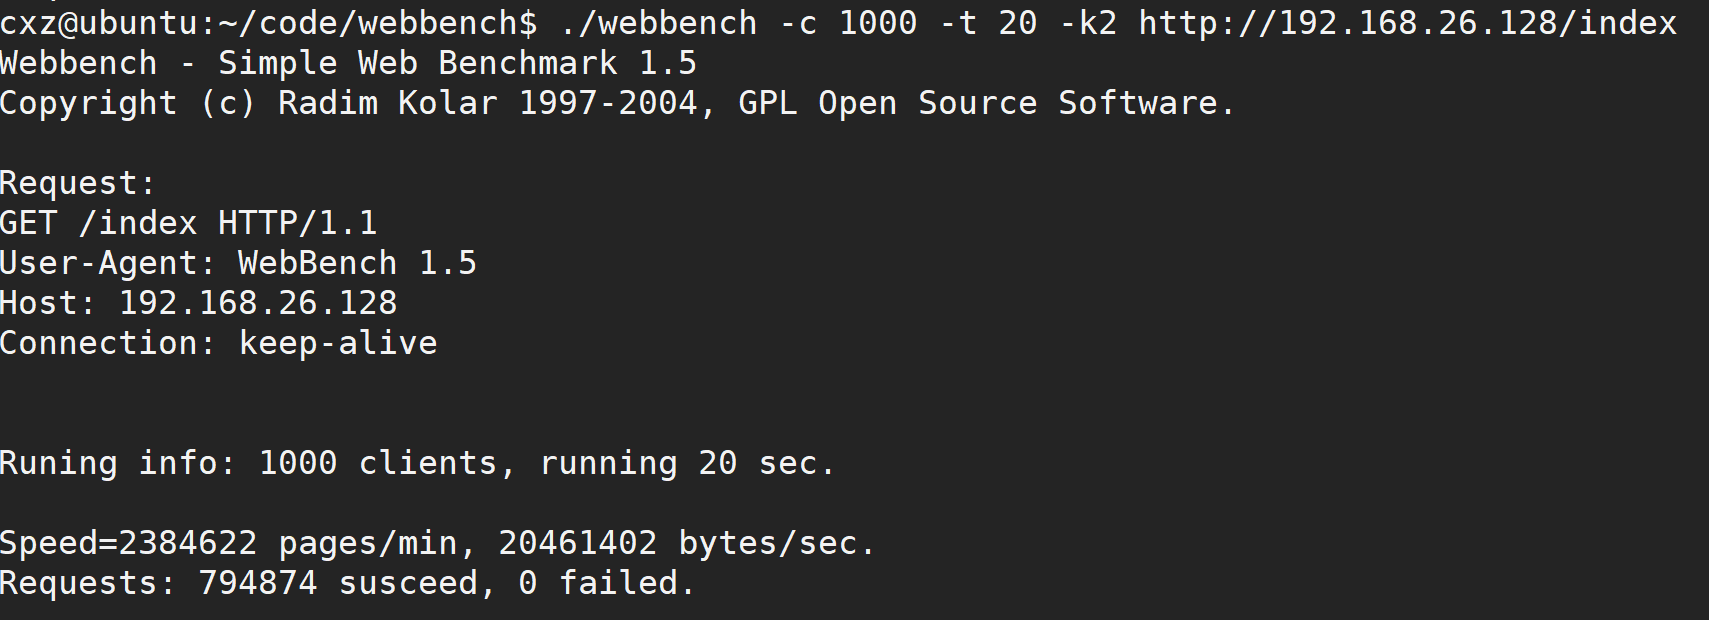 cxz@ubuntu:~/code/webbench$ ./webbench -c 1000 -t 20 -k2 http://192.168.26.128/index
Webbench - Simple Web Benchmark 1.5
Copyright (c) Radim Kolar 1997-2004, GPL Open Source Software.
Request:
GET /index HTTP/1.1
User-Agent: WebBench 1.5
Host: 192.168.26.128
Connection: keep-alive
Runing info: 1000 clients, running 20 sec.
Speed=2384622 pages/min, 20461402 bytes/sec.
Requests: 794874 susceed, 0 failed.